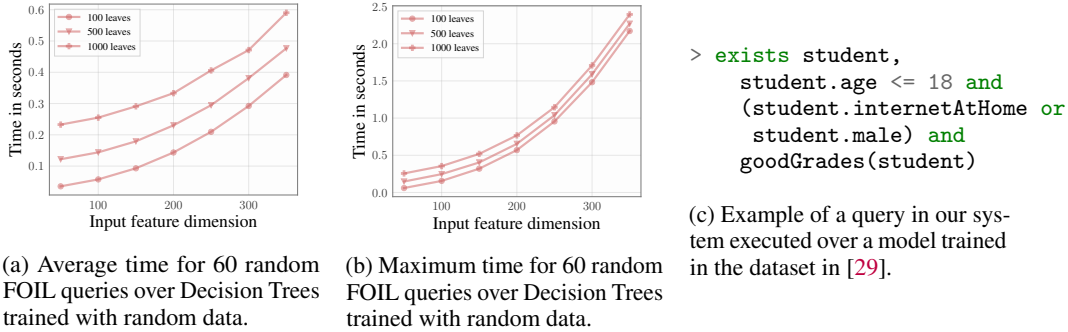 0.6
0.5
0.4
0.3
0.2
0.1
Time in seconds
100 leaves
500 leaves
1000 leaves
100
200
300
Input feature dimension
(a) Average time for 60 random
FOIL queries over Decision Trees
trained with random data.
2.5
2.0
1.5
1.0
0.5
0.0
Time in seconds
100 leaves
500 leaves
1000 leaves
100
200
300
Input feature dimension
(b) Maximum time for 60 random
FOIL queries over Decision Trees
trained with random data.
> exists student,
student.age <= 18 and
(student.internetAtHome or
student.male) and
goodGrades(student)
(c) Example of a query in our sys-
tem executed over a model trained
in the dataset in [29].